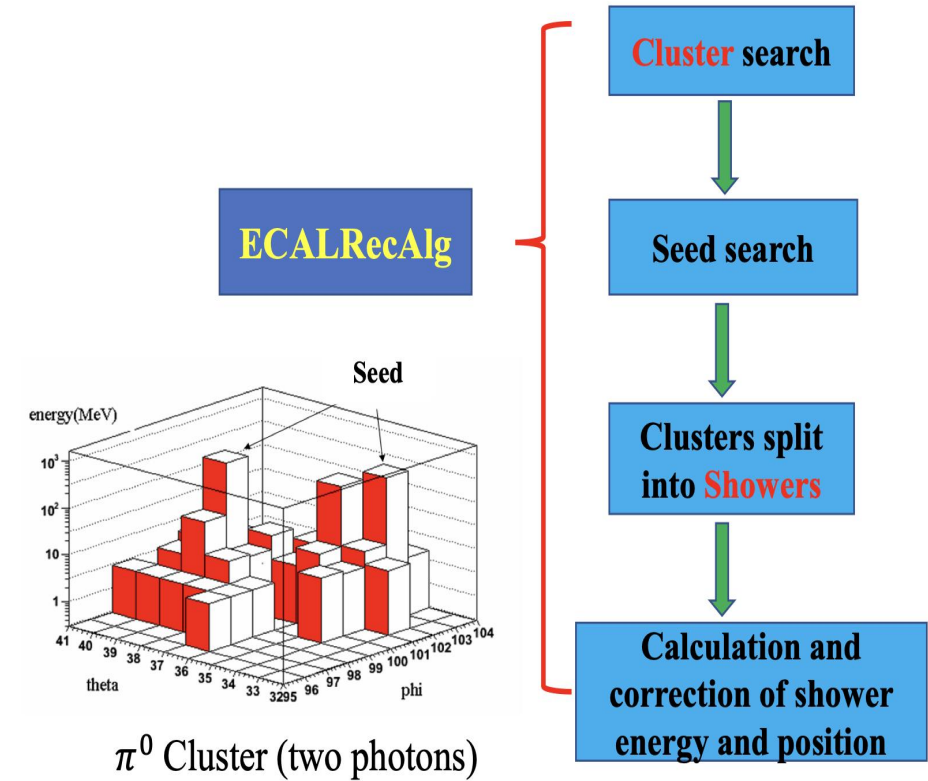 Cluster search
ECALRecAlg
Seed search
Clusters split
into Showers
Calculation and
correction of shower
energy and position
Seed
energy(MeV)
10³
10²
10
1
41 40 39 38 37 36 35 34 33 32
theta
95 96 97 98 99 100 101 102 103 104
phi
π⁰ Cluster (two photons)